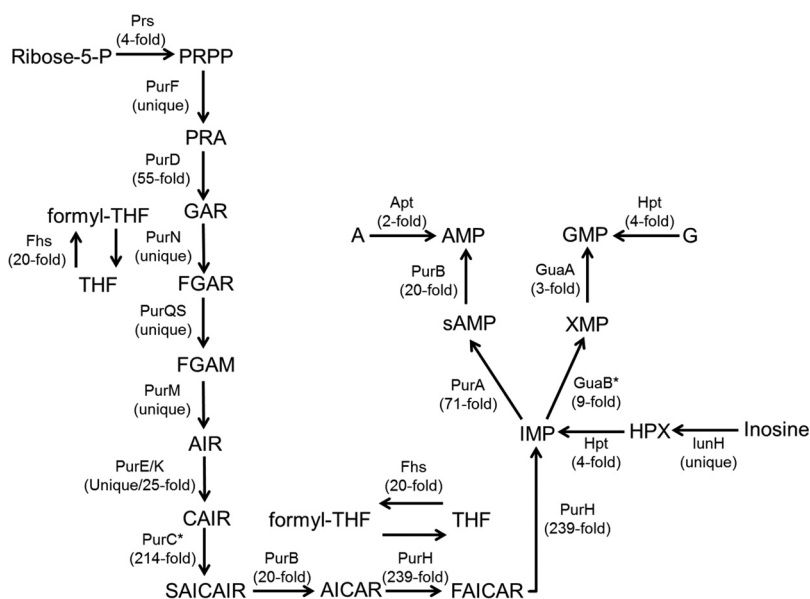 Prs
(4-fold)
Ribose-5-P
PRPP
PurF
(unique)
PRA
PurD
(55-fold)
GAR
formyl-THF
Fhs
(20-fold)
THF
PurN
(unique)
FGAR
PurQS
(unique)
FGAM
PurM
(unique)
AIR
PurE/K
(Unique/25-fold)
CAIR
PurC*
(214-fold)
SAICAIR
PurB
(20-fold)
AICAR
PurH
(239-fold)
FAICAR
Fhs
(20-fold)
formyl-THF
THF
PurH
(239-fold)
IMP
Hpt
(4-fold)
HPX
IunH
(unique)
Inosine
PurA
(71-fold)
sAMP
PurB
(20-fold)
AMP
Apt
(2-fold)
A
GuaB*
(9-fold)
XMP
GuaA
(3-fold)
GMP
Hpt
(4-fold)
G